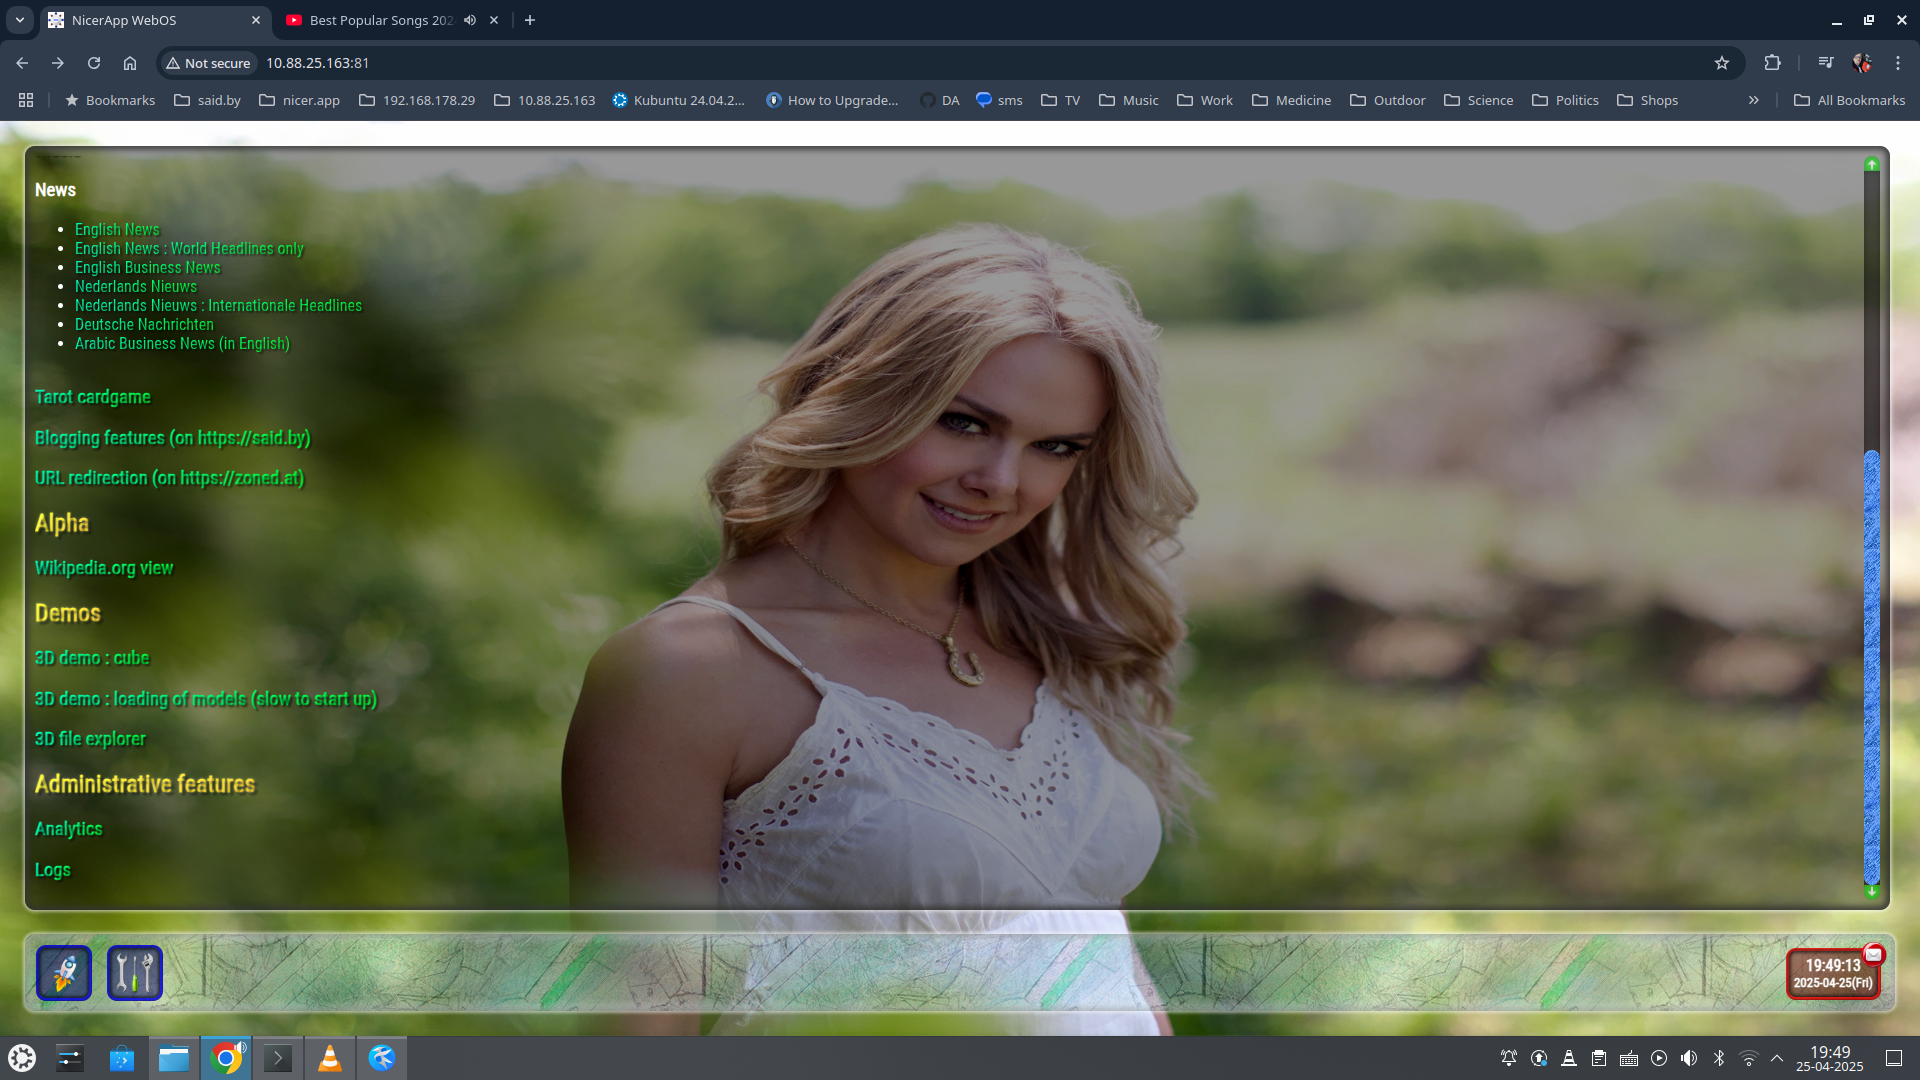 NicerApp WebOS
Best Popular Songs 202
Not secure
10.88.25.163:81
Bookmarks
said.by
nicer.app
192.168.178.29
10.88.25.163
Kubuntu 24.04.2...
How to Upgrade...
DA
sms
TV
Music
Work
Medicine
Outdoor
Science
Politics
Shops
All Bookmarks
News
English News
English News : World Headlines only
English Business News
Nederlands Nieuws
Nederlands Nieuws : Internationale Headlines
Deutsche Nachrichten
Arabic Business News (in English)
Tarot cardgame
Blogging features (on https://said.by)
URL redirection (on https://zoned.at)
Alpha
Wikipedia.org view
Demos
3D demo : cube
3D demo : loading of models (slow to start up)
3D file explorer
Administrative features
Analytics
Logs
19:49:13
2025-04-25(Fri)
19:49
25-04-2025